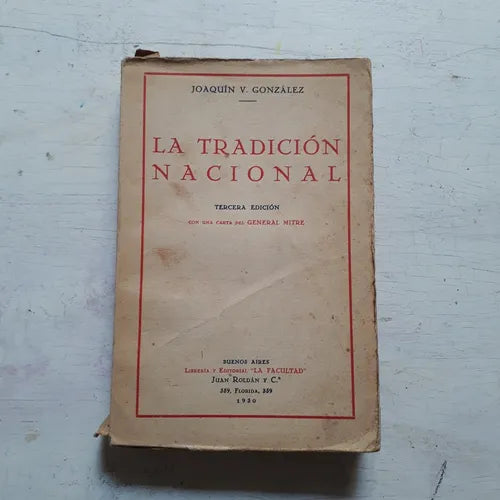 JOAQUÍN V. GONZÁLEZ
LA TRADICIÓN
NACIONAL
TERCERA EDICIÓN
CON UNA CARTA DEL GENERAL MITRE
BUENOS AIRES
LIBRERÍA Y EDITORIAL "LA FACULTAD"
JUAN ROLDÁN Y C.ª
359, FLORIDA, 359
1930